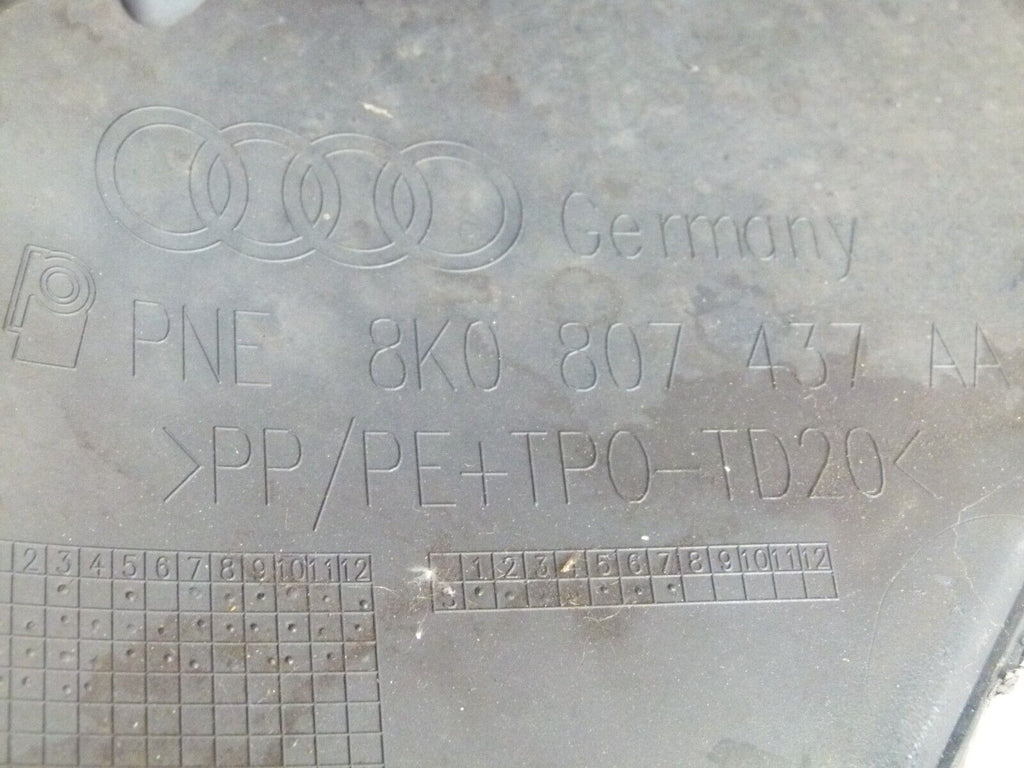 Germany
PNE 8K0 807 437 AA
>PP/PE+TPO-TD20<
2 3 4 5 6 7 8 9 10 11 12
1 2 3 4 5 6 7 8 9 10 11 12